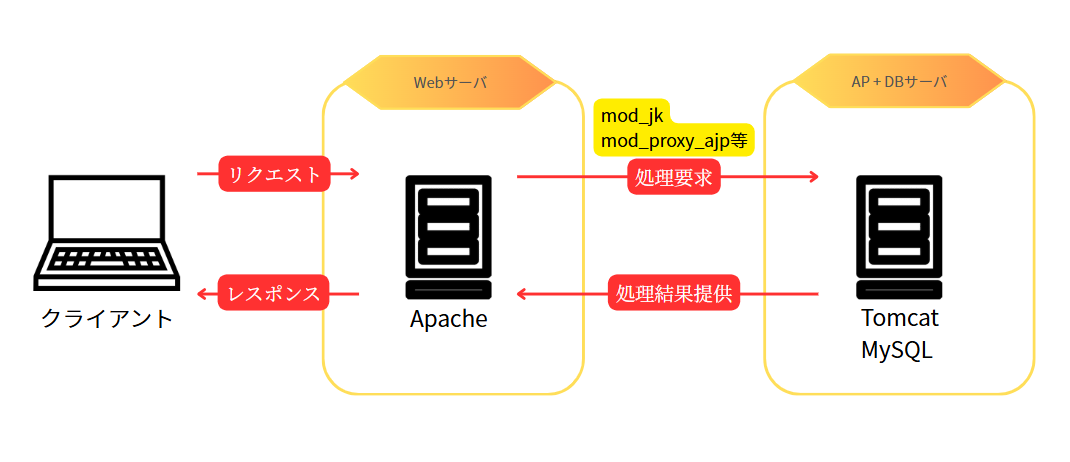 Webサーバ
AP + DBサーバ
mod_jk
mod_proxy_ajp等
リクエスト
処理要求
レスポンス
処理結果提供
クライアント
Apache
Tomcat
MySQL